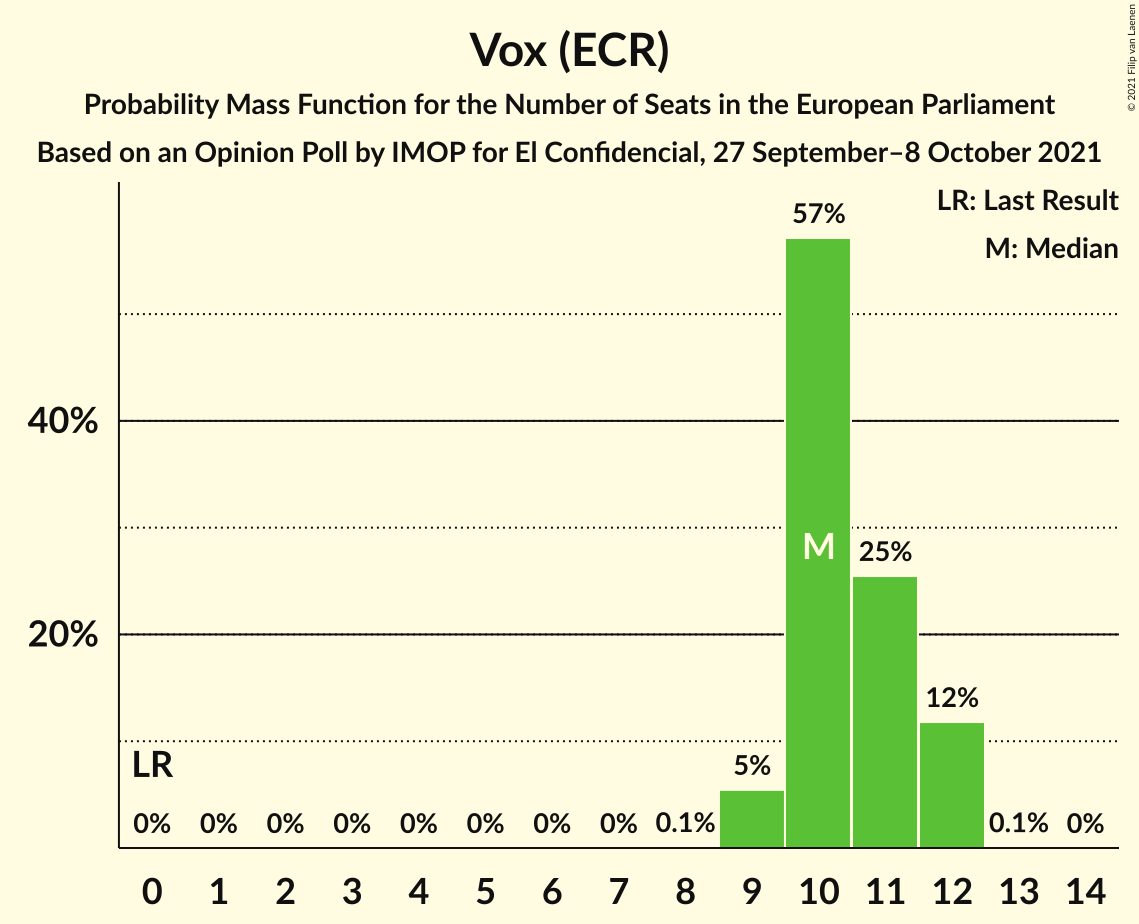 Vox (ECR)
Probability Mass Function for the Number of Seats in the European Parliament
Based on an Opinion Poll by IMOP for El Confidencial, 27 September–8 October 2021
© 2021 Filip van Laenen
LR: Last Result
M: Median
57%
40%
M
25%
20%
12%
LR
5%
0% 0% 0% 0% 0% 0% 0% 0% 0.1% 0.1% 0%
0 1 2 3 4 5 6 7 8 9 10 11 12 13 14